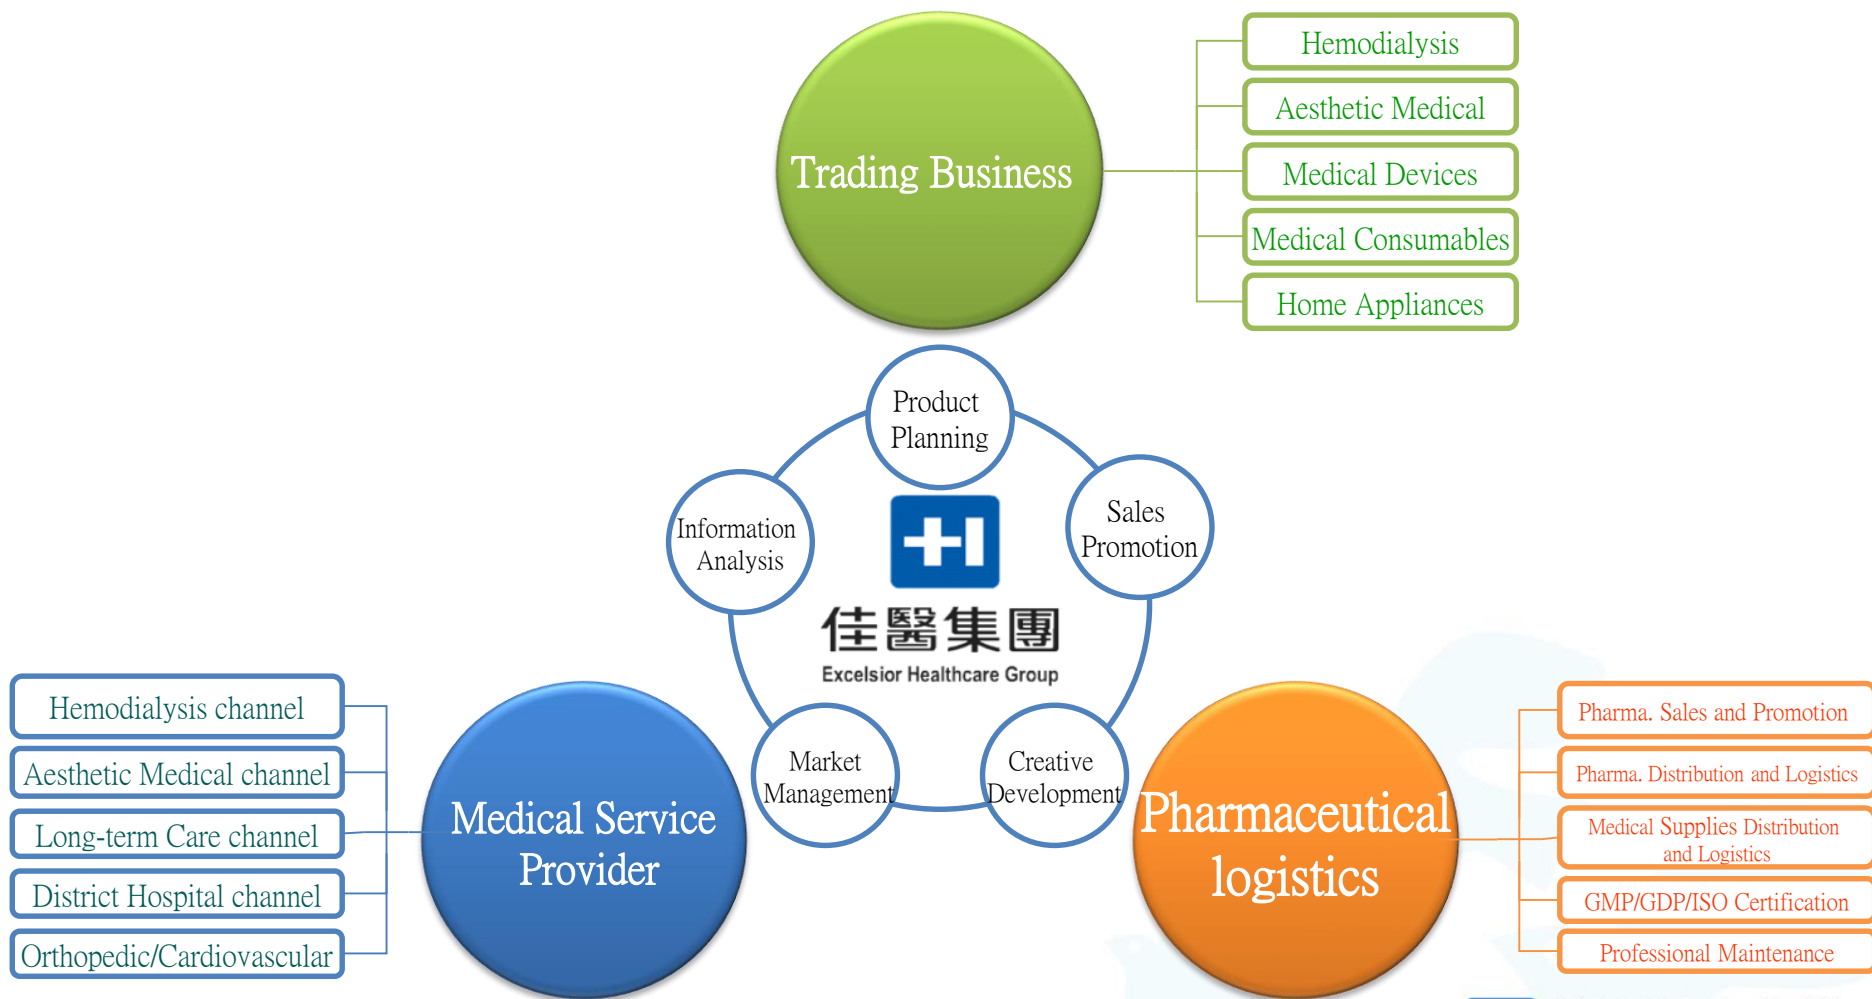 Trading Business
Hemodialysis
Aesthetic Medical
Medical Devices
Medical Consumables
Home Appliances
Product
Planning
Sales
Promotion
Information
Analysis
佳醫集團
Excelsior Healthcare Group
Market
Management
Creative
Development
Hemodialysis channel
Aesthetic Medical channel
Long-term Care channel
District Hospital channel
Orthopedic/Cardiovascular
Medical Service
Provider
Pharmaceutical
logistics
Pharma. Sales and Promotion
Pharma. Distribution and Logistics
Medical Supplies Distribution
and Logistics
GMP/GDP/ISO Certification
Professional Maintenance